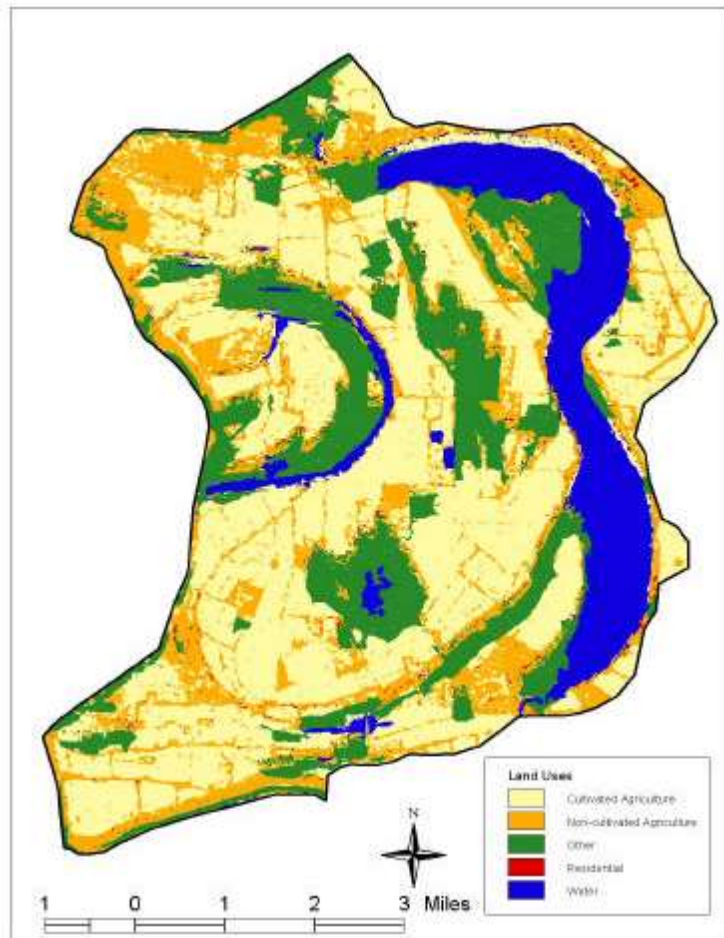 Land Uses
Cultivated Agriculture
Non-cultivated Agriculture
Other
Residential
Water
N
1 0 1 2 3 Miles